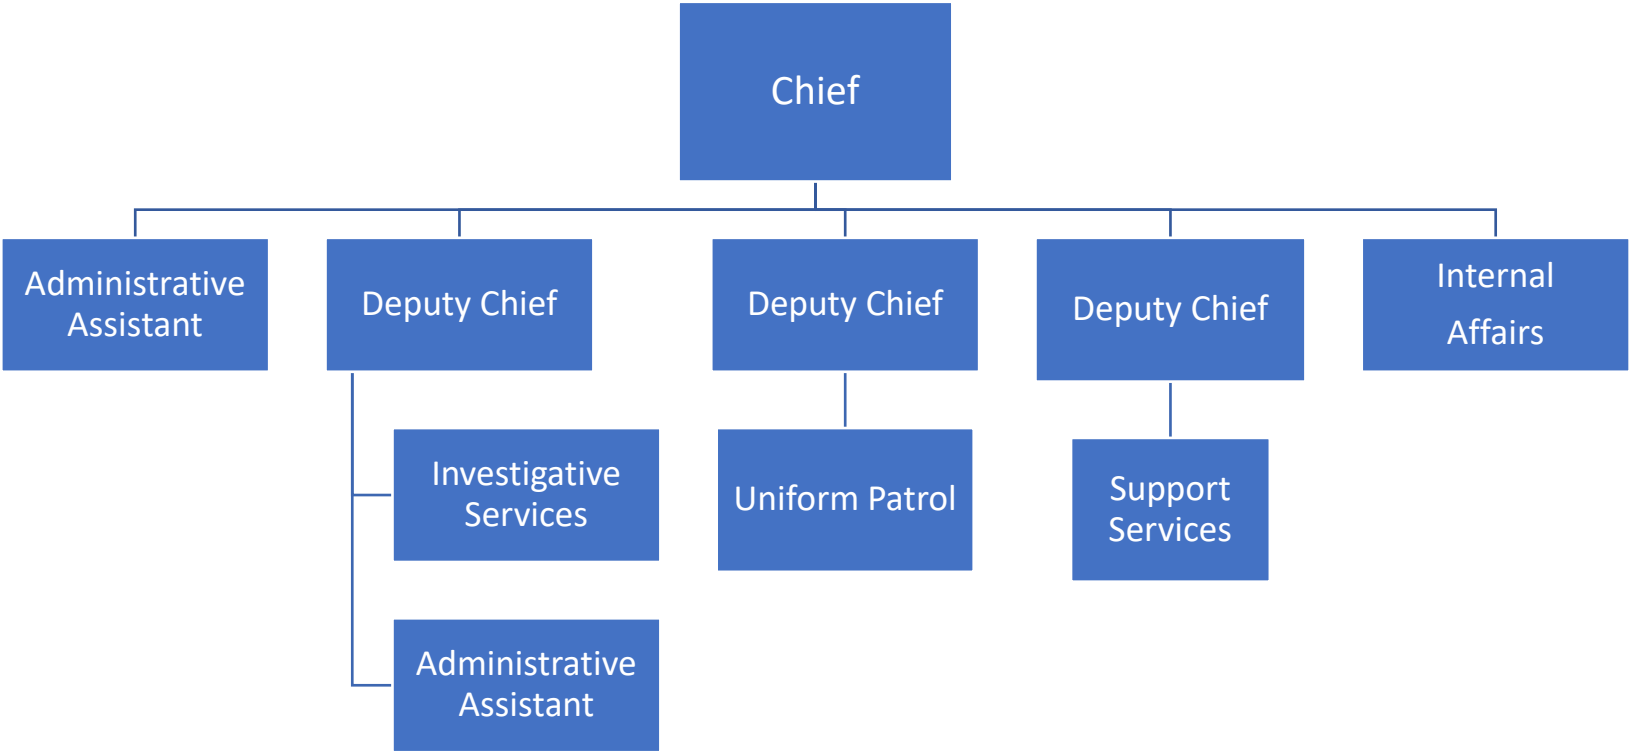 Chief
Administrative
Assistant
Deputy Chief
Deputy Chief
Deputy Chief
Internal
Affairs
Investigative
Services
Uniform Patrol
Support
Services
Administrative
Assistant